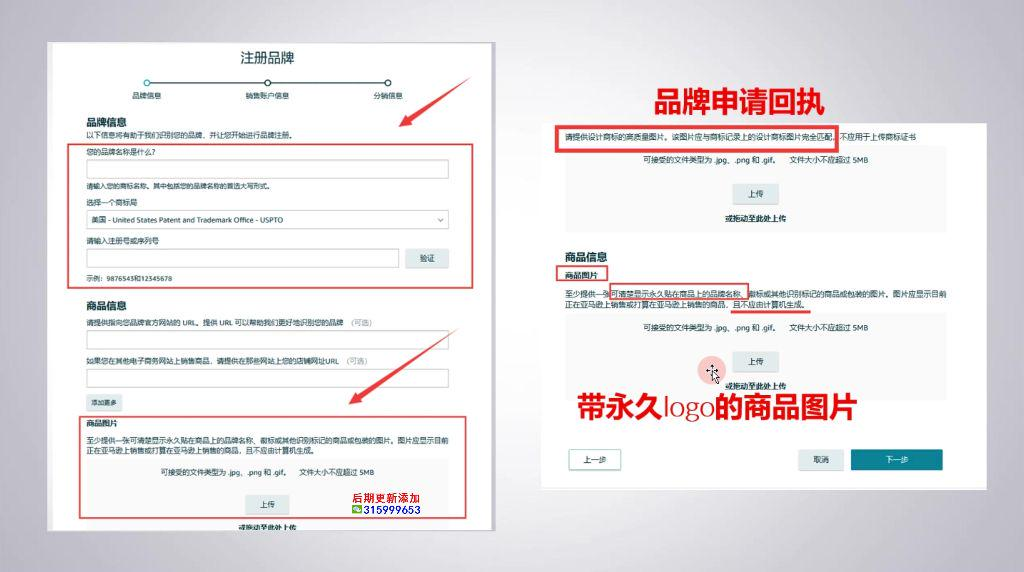 注册品牌
品牌信息
销售账户信息
分销信息
品牌信息
以下信息将有助于我们识别您的品牌，并让您开始进行品牌注册。
您的品牌名称是什么?
请输入您的商标名称。其中包括您的品牌名称的首选大写形式。
选择一个商标局
美国 - United States Patent and Trademark Office - USPTO
请输入注册号或序列号
验证
示例：9876543和12345678
商品信息
请提供指向您品牌官方网站的 URL。提供 URL 可以帮助我们更好地识别您的品牌 （可选）
如果您在其他电子商务网站上销售商品，请提供在那些网站上您的店铺网址URL （可选）
添加更多
商品图片
至少提供一张可清楚显示永久贴在商品上的品牌名称、徽标或其他识别标记的商品或包装的图片。图片应显示目前
正在亚马逊上销售或打算在亚马逊上销售的商品，且不应由计算机生成。
可接受的文件类型为 .jpg、.png 和 .gif。 文件大小不应超过 5MB
上传
后期更新添加
315999653
或拖动至此处上传
品牌申请回执
请提供设计商标的高质量图片。该图片应与商标记录上的设计商标图片完全匹配，不应用于上传商标证书
可接受的文件类型为 .jpg、.png 和 .gif。 文件大小不应超过 5MB
上传
或拖动至此处上传
商品信息
商品图片
至少提供一张可清楚显示永久贴在商品上的品牌名称、徽标或其他识别标记的商品或包装的图片。图片应显示目前
正在亚马逊上销售或打算在亚马逊上销售的商品，且不应由计算机生成。
可接受的文件类型为 .jpg、.png 和 .gif。 文件大小不应超过 5MB
上传
或拖动至此处上传
带永久logo的商品图片
上一步
取消
下一步